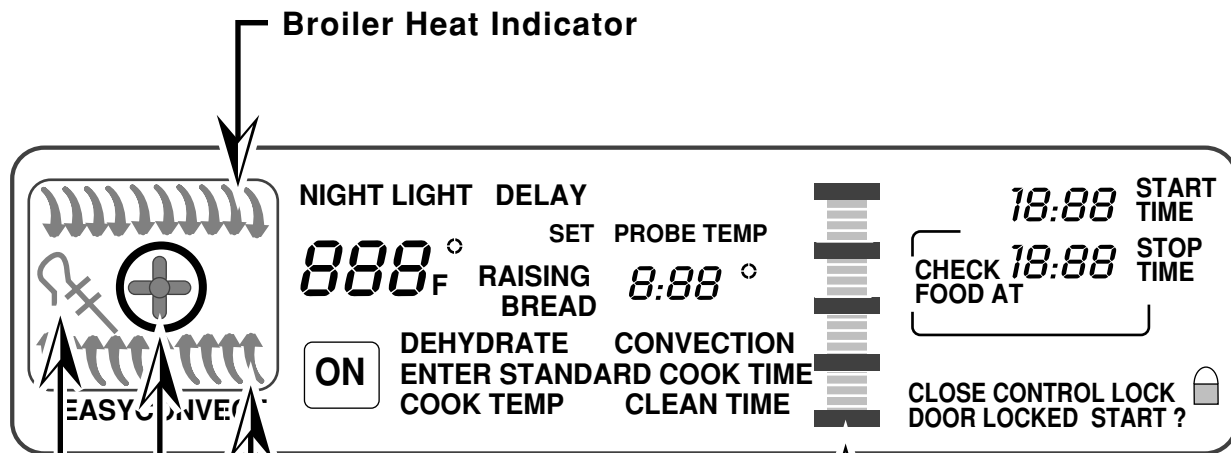 Broiler Heat Indicator
NIGHT LIGHT DELAY
SET PROBE TEMP
888°F
RAISING BREAD
8:88 °
ON
DEHYDRATE CONVECTION
ENTER STANDARD COOK TIME
COOK TEMP CLEAN TIME
EASYCONVECT
18:88 START TIME
CHECK FOOD AT
18:88 STOP TIME
CLOSE CONTROL LOCK
DOOR LOCKED START ?